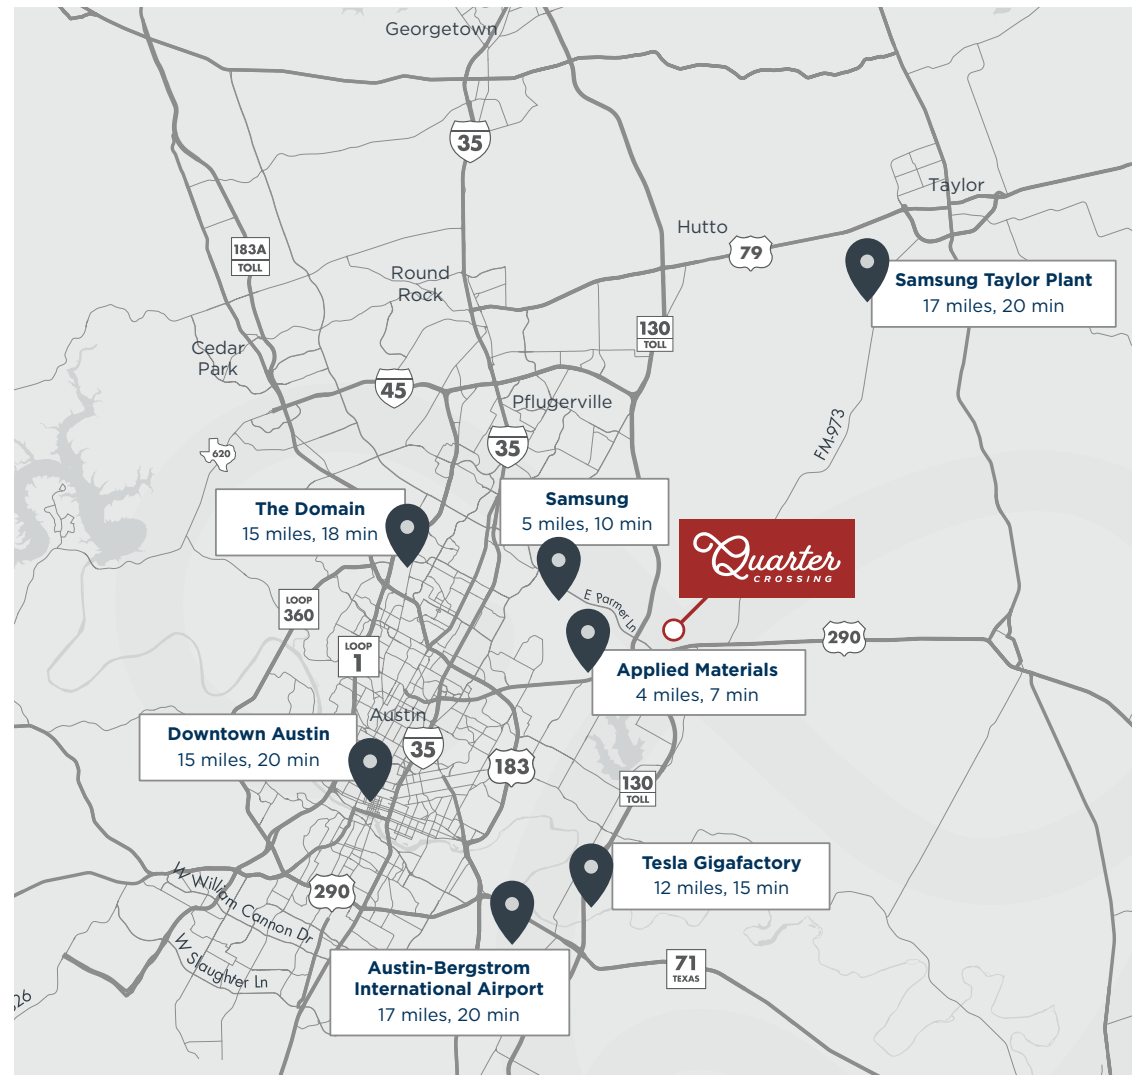 Georgetown
35
Taylor
Hutto
79
183A
TOLL
Round
Rock
Samsung Taylor Plant
17 miles, 20 min
130
TOLL
Cedar
Park
45
Pflugerville
FM-973
35
620
The Domain
15 miles, 18 min
Samsung
5 miles, 10 min
Quarter
CROSSING
E Parmer Ln
LOOP
360
290
LOOP
1
Applied Materials
4 miles, 7 min
Austin
Downtown Austin
15 miles, 20 min
35
183
130
TOLL
Tesla Gigafactory
12 miles, 15 min
W William Cannon Dr
290
W Slaughter Ln
Austin-Bergstrom
International Airport
17 miles, 20 min
71
TEXAS